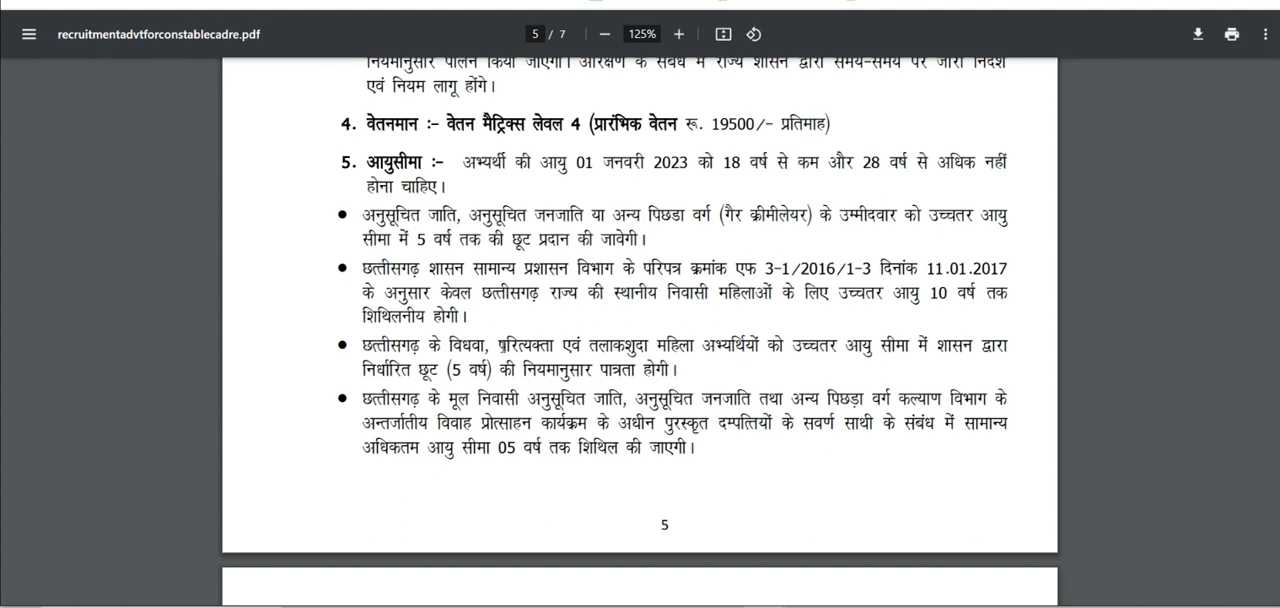 recruitmentadvtforconstablecadre.pdf
5 / 7
125%
नियमानुसार पालन किया जाएगा। आरक्षण के संबंध में राज्य शासन द्वारा समय-समय पर जारी निर्देश
एवं नियम लागू होंगे।
4. वेतनमान :- वेतन मैट्रिक्स लेवल 4 (प्रारंभिक वेतन रू. 19500/- प्रतिमाह)
5. आयुसीमा :- अभ्यर्थी की आयु 01 जनवरी 2023 को 18 वर्ष से कम और 28 वर्ष से अधिक नहीं
होना चाहिए।
• अनुसूचित जाति, अनुसूचित जनजाति या अन्य पिछडा वर्ग (गैर क्रीमीलेयर) के उम्मीदवार को उच्चतर आयु
सीमा में 5 वर्ष तक की छूट प्रदान की जावेगी।
• छत्तीसगढ़ शासन सामान्य प्रशासन विभाग के परिपत्र क्रमांक एफ 3-1/2016/1-3 दिनांक 11.01.2017
के अनुसार केवल छत्तीसगढ़ राज्य की स्थानीय निवासी महिलाओं के लिए उच्चतर आयु 10 वर्ष तक
शिथिलनीय होगी।
• छत्तीसगढ़ के विधवा, परित्यक्ता एवं तलाकशुदा महिला अभ्यर्थियों को उच्चतर आयु सीमा में शासन द्वारा
निर्धारित छूट (5 वर्ष) की नियमानुसार पात्रता होगी।
• छत्तीसगढ़ के मूल निवासी अनुसूचित जाति, अनुसूचित जनजाति तथा अन्य पिछड़ा वर्ग कल्याण विभाग के
अन्तर्जातीय विवाह प्रोत्साहन कार्यक्रम के अधीन पुरस्कृत दम्पत्तियों के सवर्ण साथी के संबंध में सामान्य
अधिकतम आयु सीमा 05 वर्ष तक शिथिल की जाएगी।
5